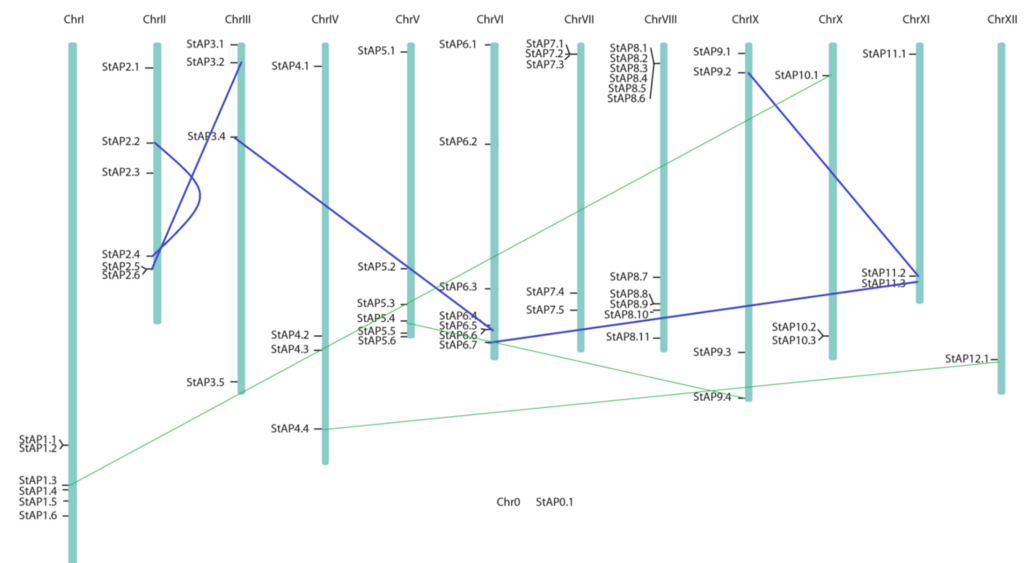 ChrI ChrII ChrIII ChrIV ChrV ChrVI ChrVII ChrVIII ChrIX ChrX ChrXI ChrXII
StAP1.1
StAP1.2
StAP1.3
StAP1.4
StAP1.5
StAP1.6
StAP2.1
StAP2.2
StAP2.3
StAP2.4
StAP2.5
StAP2.6
StAP3.1
StAP3.2
StAP3.4
StAP3.5
StAP4.1
StAP4.2
StAP4.3
StAP4.4
StAP5.1
StAP5.2
StAP5.3
StAP5.4
StAP5.5
StAP5.6
StAP6.1
StAP6.2
StAP6.3
StAP6.4
StAP6.5
StAP6.6
StAP6.7
StAP7.1
StAP7.2
StAP7.3
StAP7.4
StAP7.5
StAP8.1
StAP8.2
StAP8.3
StAP8.4
StAP8.5
StAP8.6
StAP8.7
StAP8.8
StAP8.9
StAP8.10
StAP8.11
StAP9.1
StAP9.2
StAP9.3
StAP9.4
StAP10.1
StAP10.2
StAP10.3
StAP11.1
StAP11.2
StAP11.3
StAP12.1
Chr0 StAP0.1